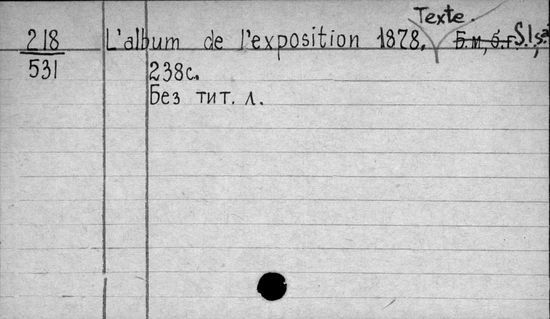 Texte.
218 L'album de l'exposition 1878. Б.м, б.г. S.l., s.a
531 238с.
Без тит. л.